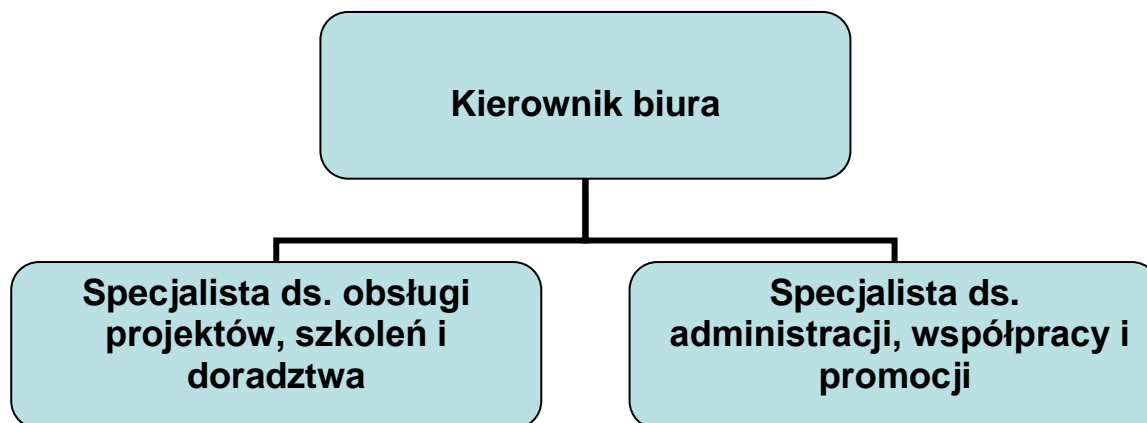 Kierownik biura
Specjalista ds. obsługi
projektów, szkoleń i
doradztwa
Specjalista ds.
administracji, współpracy i
promocji